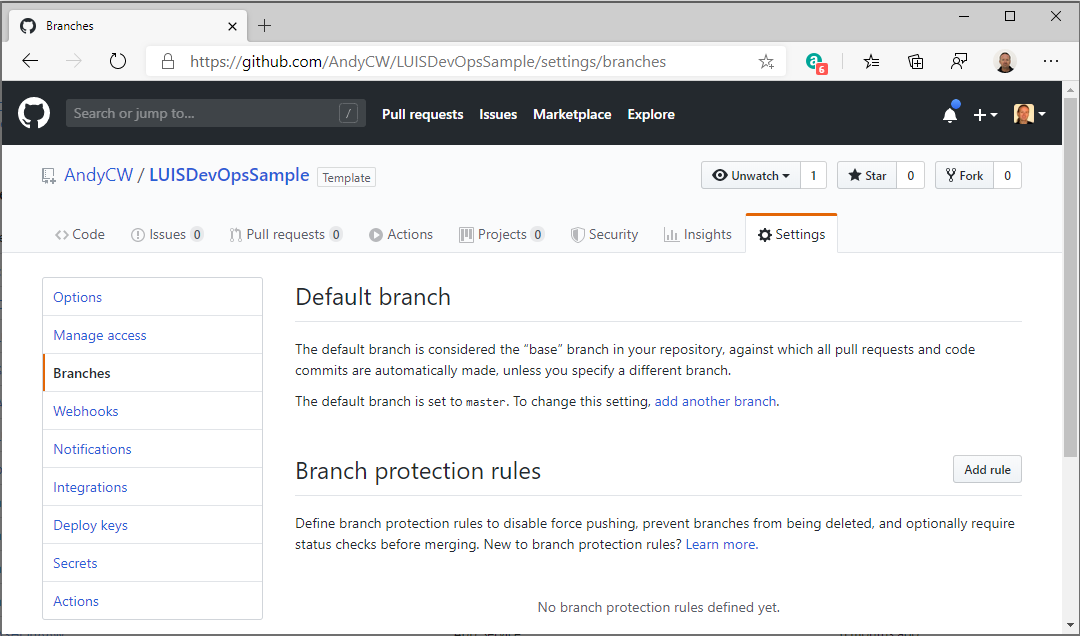 Branches
https://github.com/AndyCW/LUISDevOpsSample/settings/branches
6
Search or jump to...
/
Pull requests
Issues
Marketplace
Explore
AndyCW / LUISDevOpsSample
Template
Unwatch
1
Star
0
Fork
0
Code
Issues 0
Pull requests 0
Actions
Projects 0
Security
Insights
Settings
Options
Manage access
Branches
Webhooks
Notifications
Integrations
Deploy keys
Secrets
Actions
Default branch
The default branch is considered the “base” branch in your repository, against which all pull requests and code
commits are automatically made, unless you specify a different branch.
The default branch is set to master. To change this setting, add another branch.
Branch protection rules
Add rule
Define branch protection rules to disable force pushing, prevent branches from being deleted, and optionally require
status checks before merging. New to branch protection rules? Learn more.
No branch protection rules defined yet.